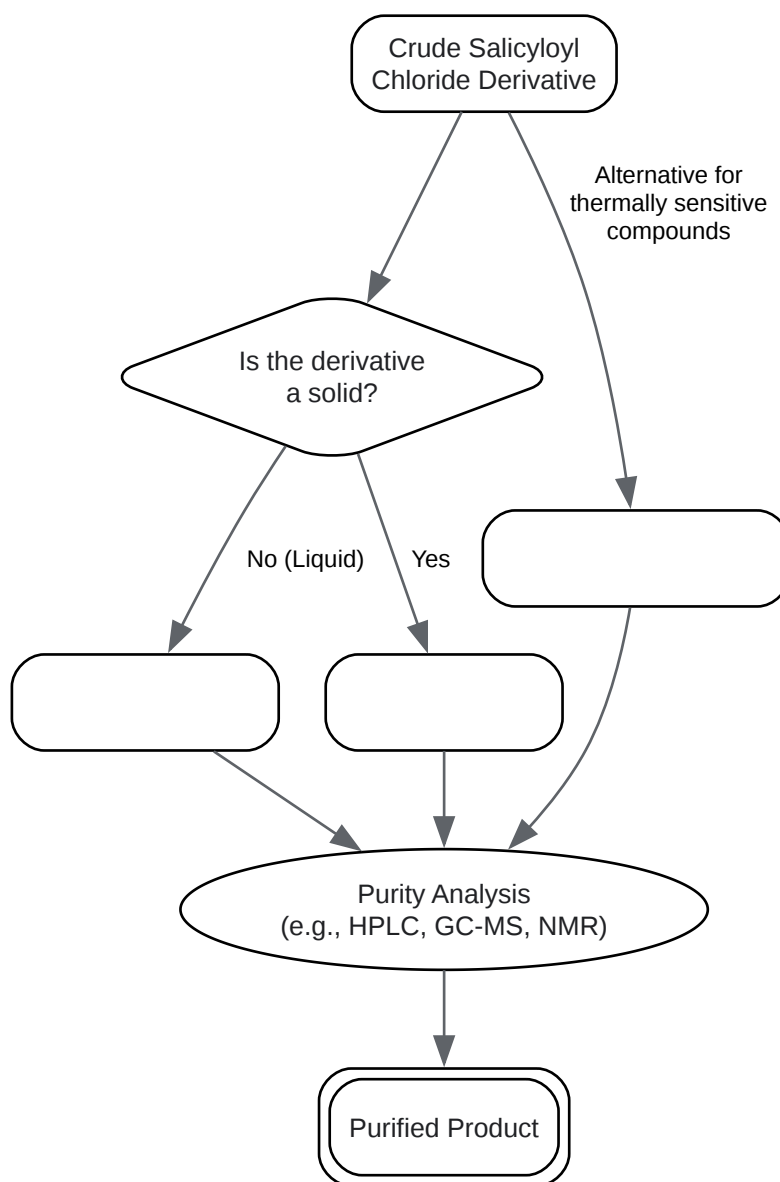 Crude Salicyloyl
Chloride Derivative
Alternative for
thermally sensitive
compounds
Is the derivative
a solid?
No (Liquid)
Yes
Purity Analysis
(e.g., HPLC, GC-MS, NMR)
Purified Product